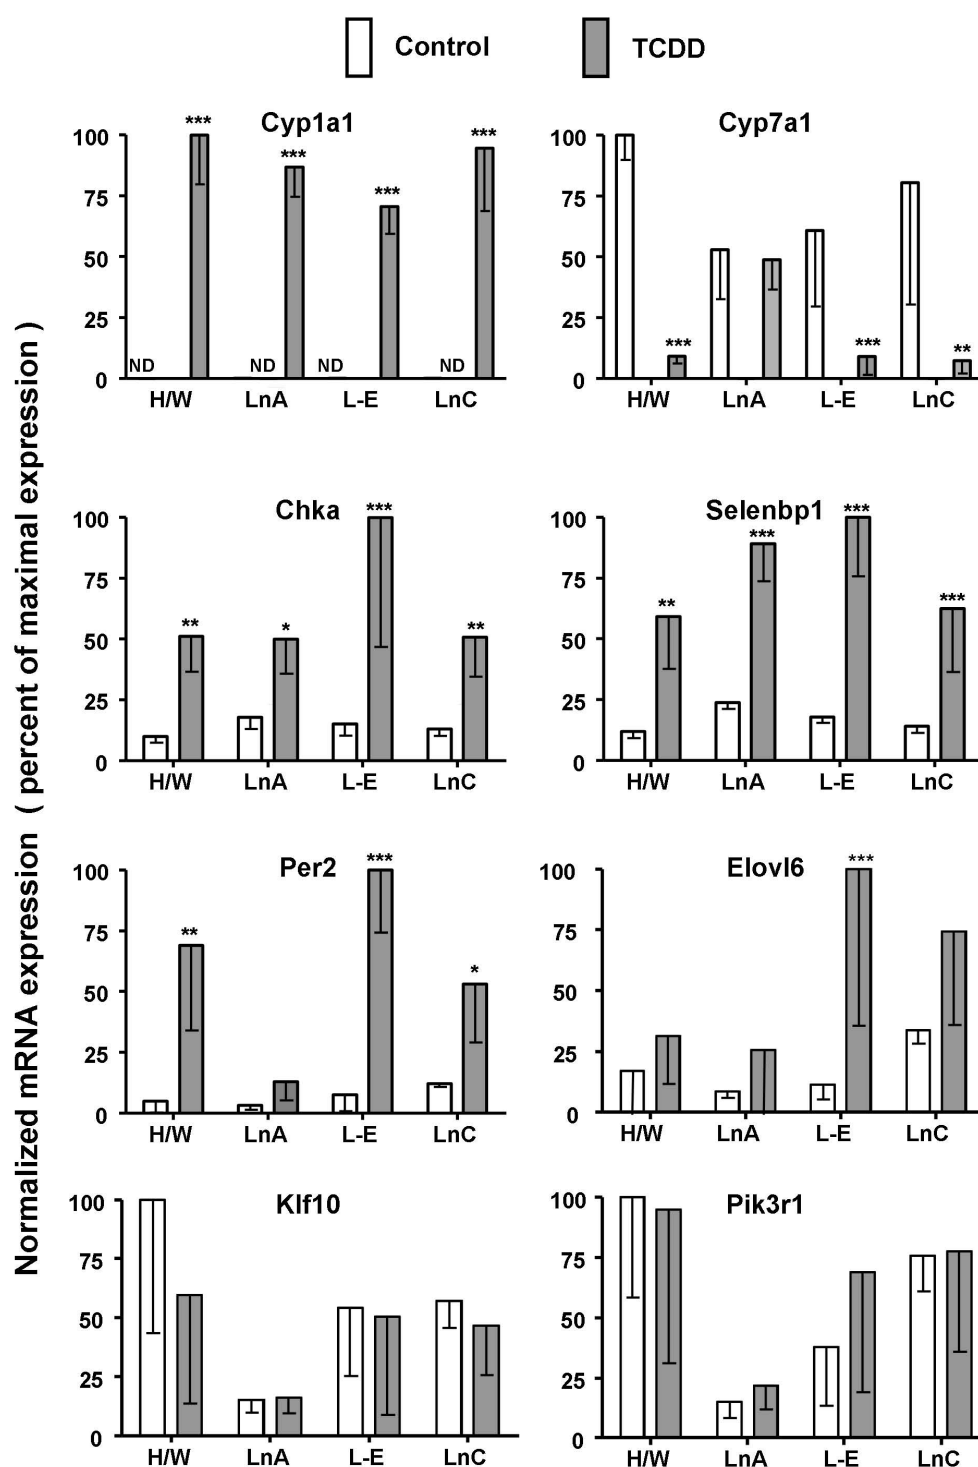 Control TCDD
Normalized mRNA expression ( percent of maximal expression )
Cyp1a1
100
75
50
25
0
*** *** *** ***
ND ND ND ND
H/W LnA L-E LnC
Cyp7a1
100
75
50
25
0
*** *** **
H/W LnA L-E LnC
Chka
100
75
50
25
0
** * *** **
H/W LnA L-E LnC
Selenbp1
100
75
50
25
0
** *** *** ***
H/W LnA L-E LnC
Per2
100
75
50
25
0
** *** *
H/W LnA L-E LnC
Elovl6
100
75
50
25
0
***
H/W LnA L-E LnC
Klf10
100
75
50
25
0
H/W LnA L-E LnC
Pik3r1
100
75
50
25
0
H/W LnA L-E LnC